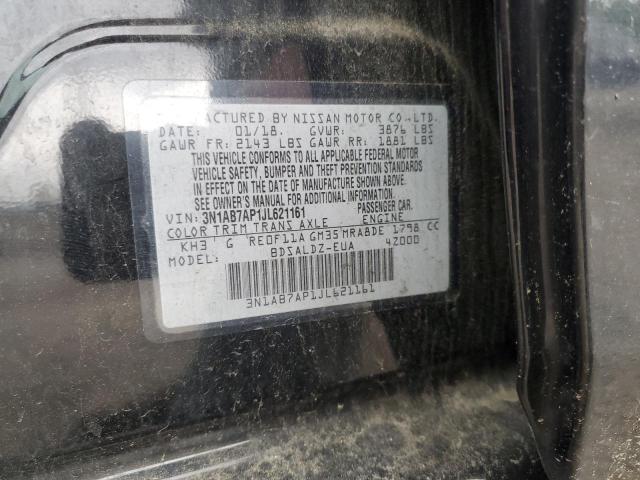 FACTURED BY NISSAN MOTOR CO.,LTD.
DATE: 01/18. GVWR: 3876 LBS
GAWR FR: 2143 LBS GAWR RR: 1881 LBS
THIS VEHICLE CONFORMS TO ALL APPLICABLE FEDERAL MOTOR
VEHICLE SAFETY, BUMPER AND THEFT PREVENTION STANDARDS
IN EFFECT ON THE DATE OF MANUFACTURE SHOWN ABOVE.
SEE OWNER'S MANUAL FOR MORE INFORMATION.
VIN: 3N1AB7AP1JL621161 PASSENGER CAR.
COLOR TRIM TRANS AXLE ENGINE
KH3 G RE0F11A GM35 MRA8DE 1798 CC
MODEL: BDSALDZ-EUA 42000
3N1AB7AP1JL621161